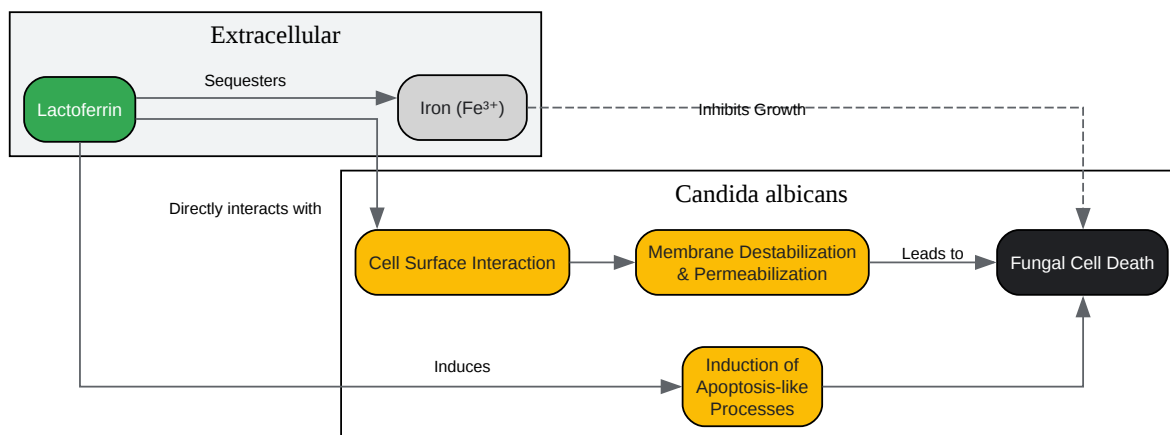 Extracellular
Sequesters
Lactoferrin
Iron (Fe³⁺)
Inhibits Growth
Candida albicans
Directly interacts with
Cell Surface Interaction
Membrane Destabilization
& Permeabilization
Leads to
Fungal Cell Death
Induces
Induction of
Apoptosis-like
Processes